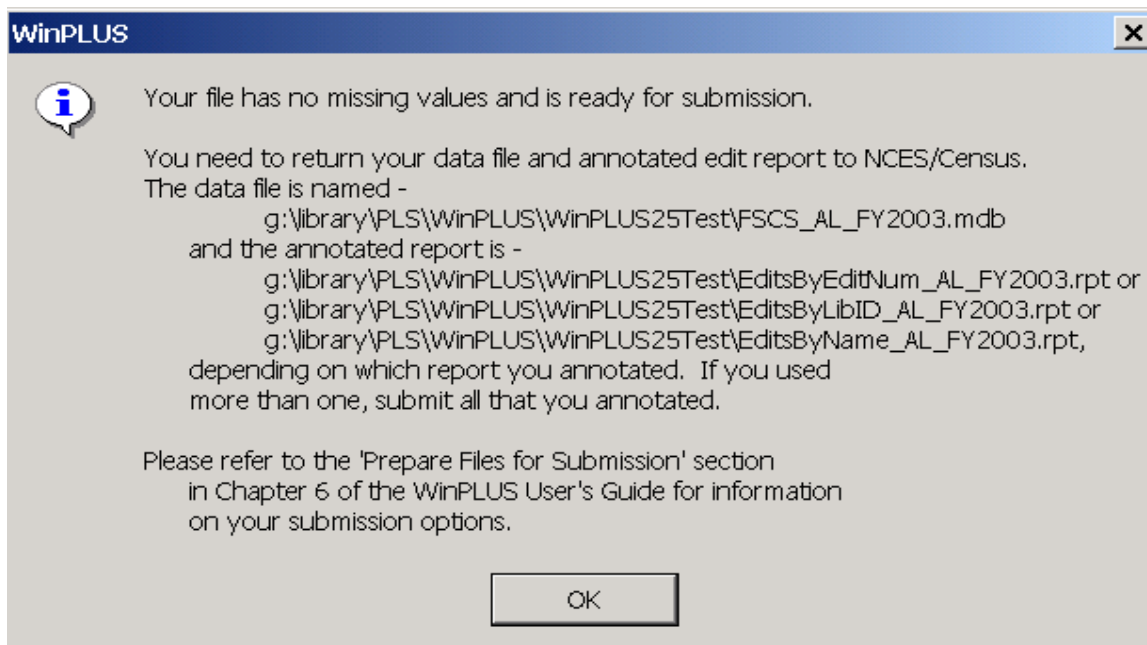 WinPLUS
Your file has no missing values and is ready for submission.
You need to return your data file and annotated edit report to NCES/Census.
The data file is named -
g:\library\PLS\WinPLUS\WinPLUS25Test\FSCS_AL_FY2003.mdb
and the annotated report is -
g:\library\PLS\WinPLUS\WinPLUS25Test\EditsByEditNum_AL_FY2003.rpt or
g:\library\PLS\WinPLUS\WinPLUS25Test\EditsByLibID_AL_FY2003.rpt or
g:\library\PLS\WinPLUS\WinPLUS25Test\EditsByName_AL_FY2003.rpt,
depending on which report you annotated.  If you used
more than one, submit all that you annotated.
Please refer to the 'Prepare Files for Submission' section
in Chapter 6 of the WinPLUS User's Guide for information
on your submission options.
OK